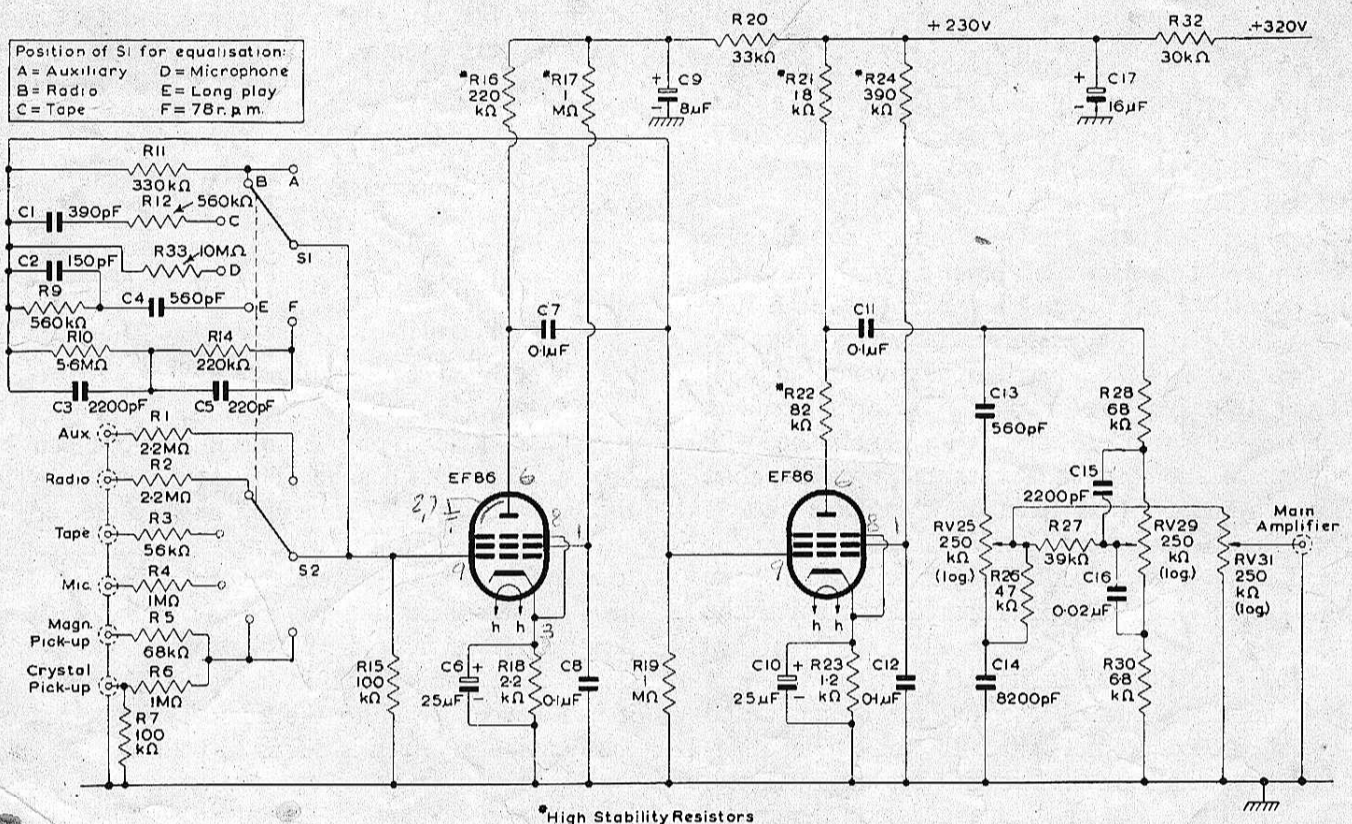 R20
33kΩ
+230V
R32
30kΩ
+320V
Position of S1 for equalisation:
A = Auxiliary D = Microphone
B = Radio E = Long play
C = Tape F = 78 r.p.m.
*R16
220
kΩ
*R17
1
MΩ
+
C9
-
8μF
*R21
18
kΩ
*R24
390
kΩ
+
C17
-
16μF
R11
330kΩ
B
A
R12
560kΩ
C1
390pF
C
R33
10MΩ
D
S1
C2
150pF
R9
560kΩ
C4
560pF
E
F
R10
5.6MΩ
R14
220kΩ
C3
2200pF
C5
220pF
C7
0.1μF
C11
0.1μF
*R22
82
kΩ
C13
560pF
R28
68
kΩ
Aux
R1
2.2MΩ
Radio
R2
2.2MΩ
Tape
R3
56kΩ
Mic.
R4
1MΩ
Magn.
Pick-up
R5
68kΩ
Crystal
Pick-up
R6
1MΩ
R7
100
kΩ
S2
EF86
6
2,7
8
1
9
h h
3
EF86
6
8
1
9
h h
C15
2200pF
RV25
250
kΩ
(log.)
R27
39kΩ
R26
47
kΩ
RV29
250
kΩ
(log.)
C16
0.02μF
RV31
250
kΩ
(log)
Main
Amplifier
R15
100
kΩ
C6
+
25μF
-
R18
2.2
kΩ
C8
0.1μF
R19
1
MΩ
C10
+
25μF
-
R23
1.2
kΩ
C12
0.1μF
C14
8200pF
R30
6.8
kΩ
*High Stability Resistors